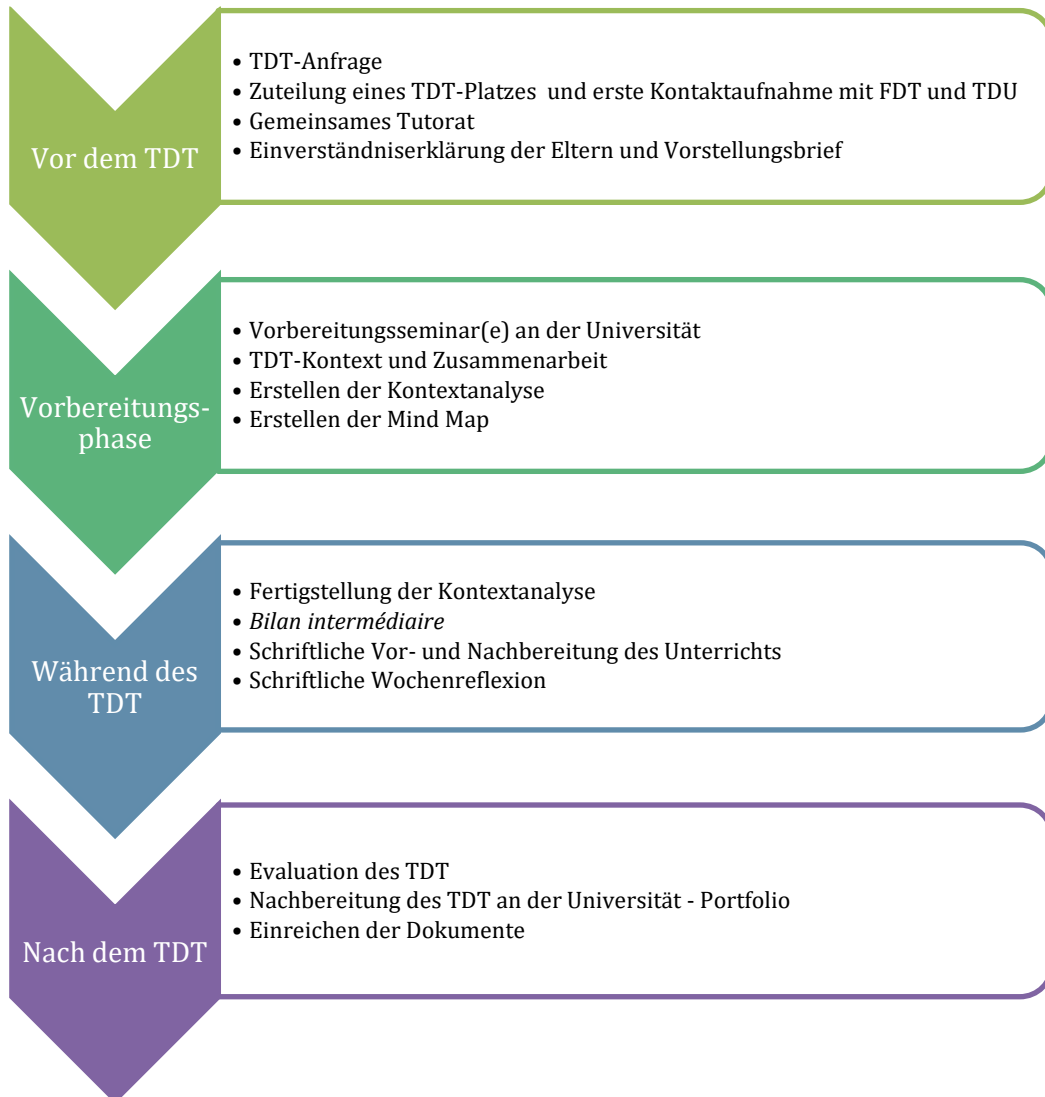 Vor dem TDT
• TDT-Anfrage
• Zuteilung eines TDT-Platzes und erste Kontaktaufnahme mit FDT und TDU
• Gemeinsames Tutorat
• Einverständniserklärung der Eltern und Vorstellungsbrief
Vorbereitungs-
phase
• Vorbereitungsseminar(e) an der Universität
• TDT-Kontext und Zusammenarbeit
• Erstellen der Kontextanalyse
• Erstellen der Mind Map
Während des
TDT
• Fertigstellung der Kontextanalyse
• Bilan intermédiaire
• Schriftliche Vor- und Nachbereitung des Unterrichts
• Schriftliche Wochenreflexion
Nach dem TDT
• Evaluation des TDT
• Nachbereitung des TDT an der Universität - Portfolio
• Einreichen der Dokumente